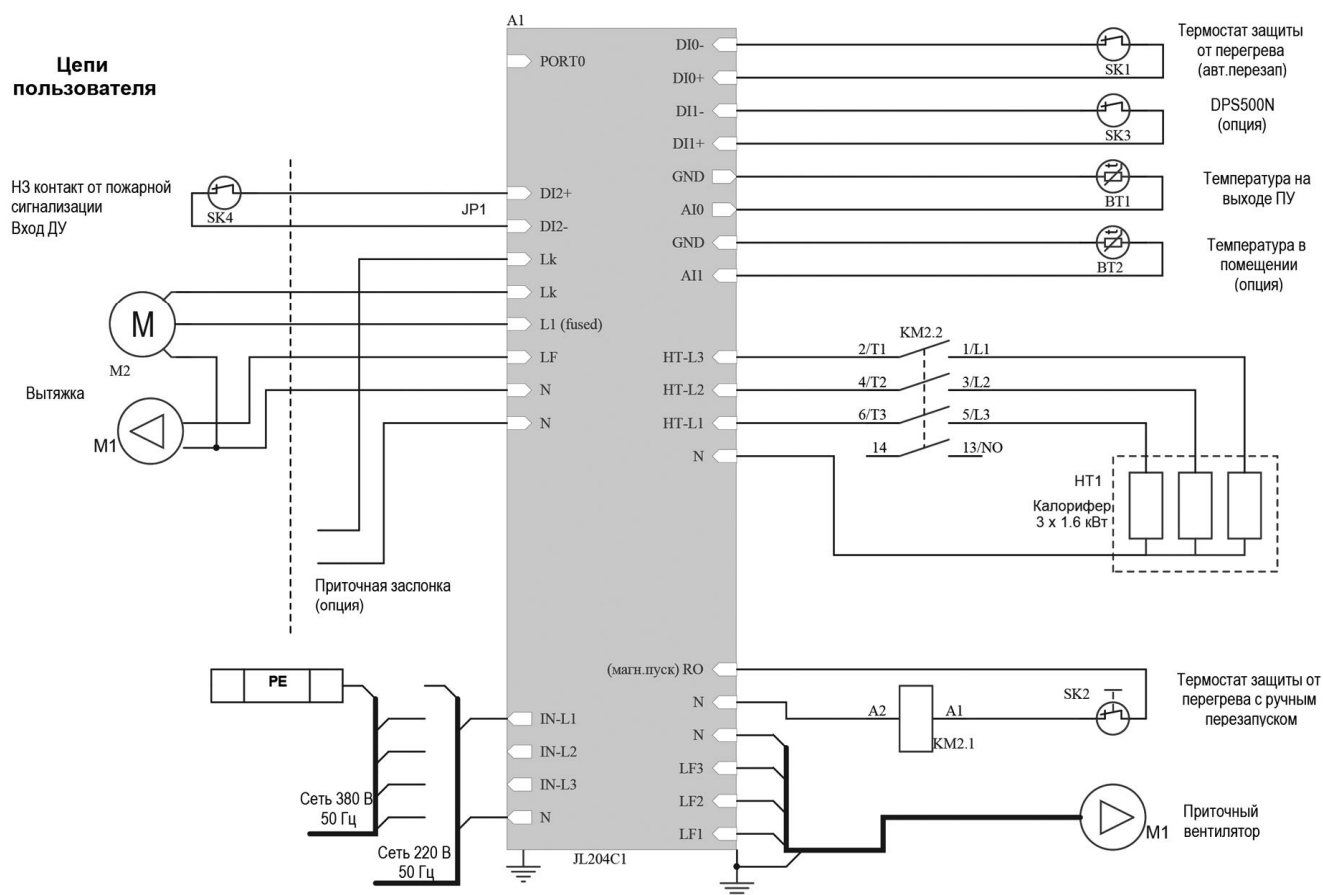 A1
Цепи
пользователя
PORT0
НЗ контакт от пожарной
сигнализации
Вход ДУ
SK4
JP1
DI2+
DI2-
Lk
Lk
L1 (fused)
LF
N
N
M
M2
Вытяжка
M1
Приточная заслонка
(опция)
PE
IN-L1
IN-L2
IN-L3
N
Сеть 380 В
50 Гц
Сеть 220 В
50 Гц
JL204C1
DI0-
DI0+
DI1-
DI1+
GND
AI0
GND
AI1
HT-L3
HT-L2
HT-L1
N
(магн.пуск) RO
N
N
LF3
LF2
LF1
SK1
Термостат защиты
от перегрева
(авт.перезап)
SK3
DPS500N
(опция)
BT1
Температура на
выходе ПУ
BT2
Температура в
помещении
(опция)
KM2.2
2/T1
1/L1
4/T2
3/L2
6/T3
5/L3
14
13/NO
HT1
Калорифер
3 x 1.6 кВт
A2
A1
KM2.1
SK2
Термостат защиты от
перегрева с ручным
перезапуском
M1
Приточный
вентилятор